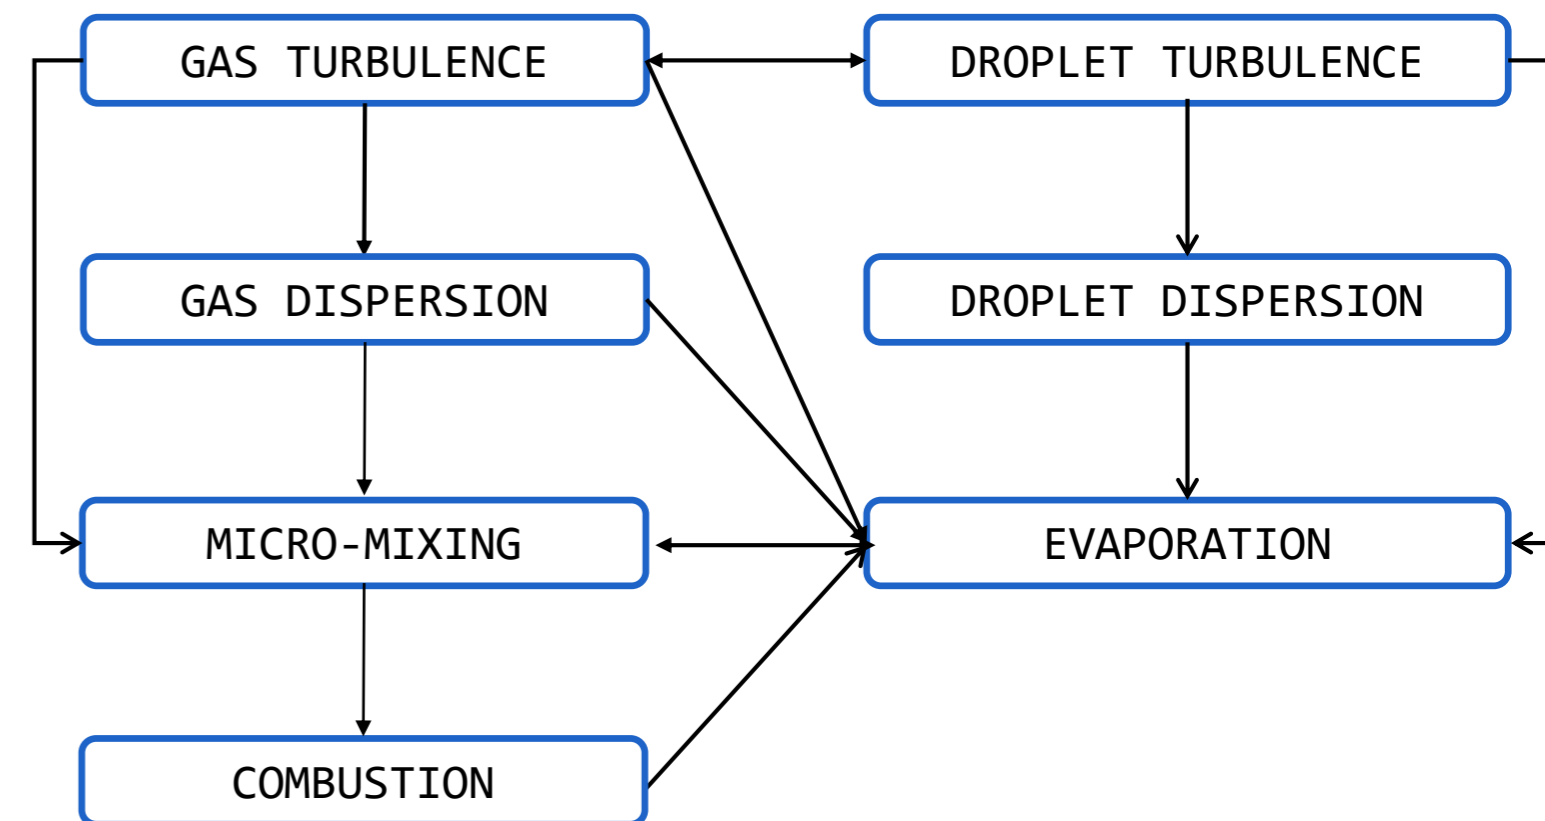 GAS TURBULENCE
DROPLET TURBULENCE
GAS DISPERSION
DROPLET DISPERSION
MICRO-MIXING
EVAPORATION
COMBUSTION